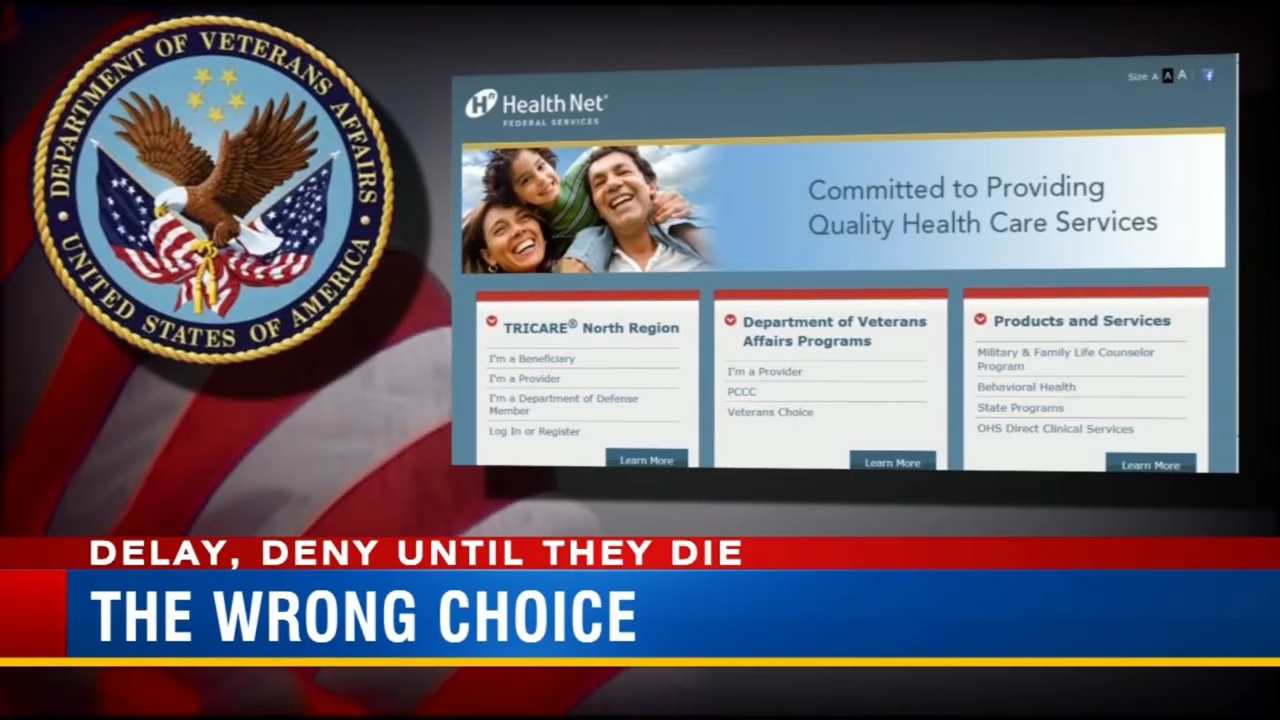 DEPARTMENT OF VETERANS AFFAIRS
UNITED STATES OF AMERICA
Size A A A
Hn Health Net®
FEDERAL SERVICES
Committed to Providing
Quality Health Care Services
TRICARE® North Region
I'm a Beneficiary
I'm a Provider
I'm a Department of Defense
Member
Log In or Register
Learn More
Department of Veterans
Affairs Programs
I'm a Provider
PCCC
Veterans Choice
Learn More
Products and Services
Military & Family Life Counselor
Program
Behavioral Health
State Programs
OHS Direct Clinical Services
Learn More
DELAY, DENY UNTIL THEY DIE
THE WRONG CHOICE